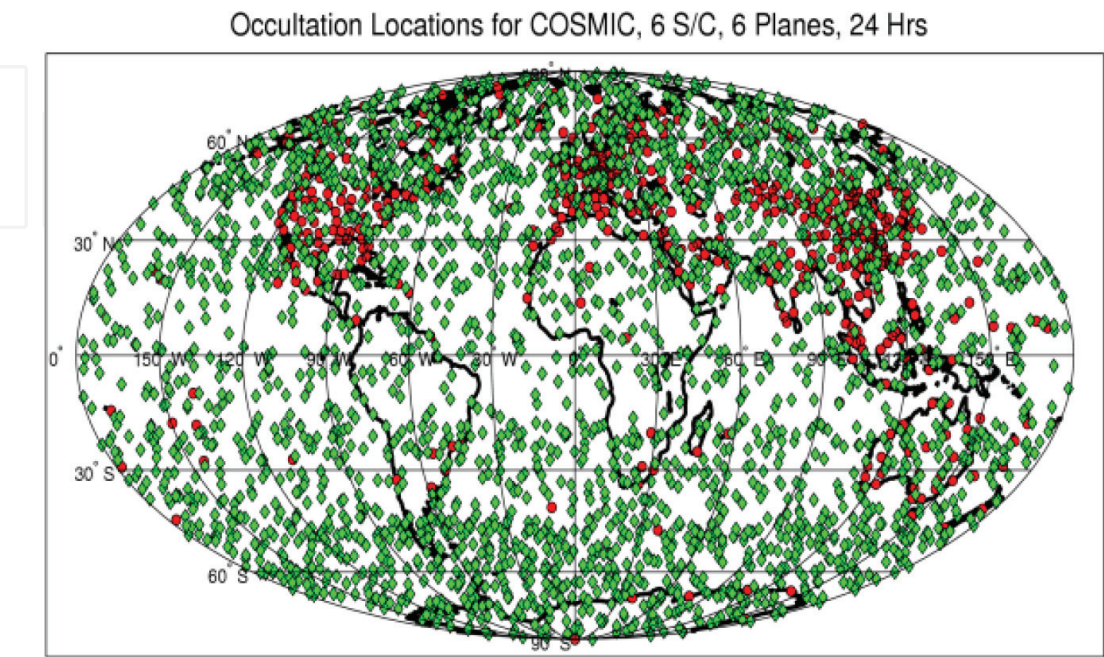 Occultation Locations for COSMIC, 6 S/C, 6 Planes, 24 Hrs
60° N
30° N
0°
150° W
120° W
90° W
60° W
30° W
0°
30° E
60° E
150° E
30° S
60° S
90° S